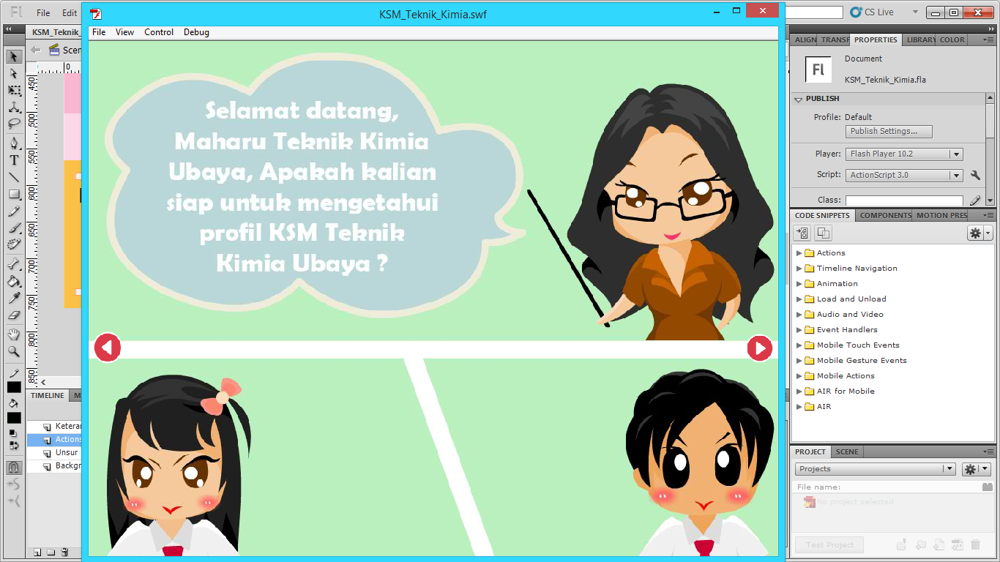 Fl
File
Edit
KSM_Teknik_Kimia.swf
CS Live
File View Control Debug
KSM_Teknik_
Scen
0
450
500
550
600
650
700
750
800
850
Selamat datang,
Maharu Teknik Kimia
Ubaya, Apakah kalian
siap untuk mengetahui
profil KSM Teknik
Kimia Ubaya ?
TIMELINE
M
Keterar
Actions
Unsur
Backgr
ALIGN
TRANSF
PROPERTIES
LIBRARY
COLOR
Fl
Document
KSM_Teknik_Kimia.fla
PUBLISH
Profile: Default
Publish Settings...
Player: Flash Player 10.2
Script: ActionScript 3.0
Class:
CODE SNIPPETS
COMPONENTS
MOTION PRES
Actions
Timeline Navigation
Animation
Load and Unload
Audio and Video
Event Handlers
Mobile Touch Events
Mobile Gesture Events
Mobile Actions
AIR for Mobile
AIR
PROJECT
SCENE
Projects
File name:
No project selected
Test Project